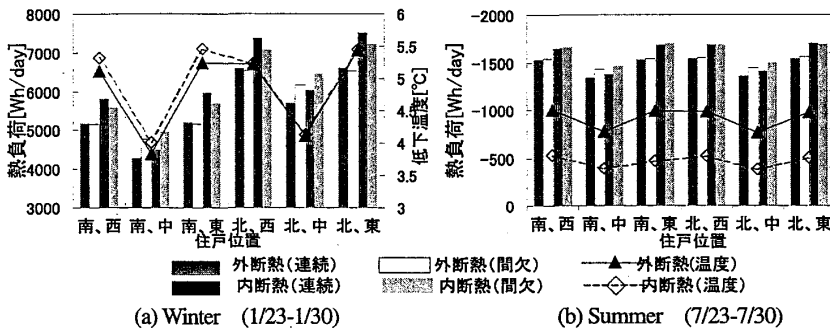 熱負荷[Wh/day]
8000
7000
6000
5000
4000
3000
6
5.5
5
4.5
4
3.5
3
低下温度[℃]
南、西 南、中 南、東 北、西 北、中 北、東
住戸位置
熱負荷[Wh/day]
-2000
-1500
-1000
-500
0
南、西 南、中 南、東 北、西 北、中 北、東
住戸位置
外断熱(連続) 外断熱(間欠) 外断熱(温度)
内断熱(連続) 内断熱(間欠) 内断熱(温度)
(a) Winter (1/23-1/30) (b) Summer (7/23-7/30)